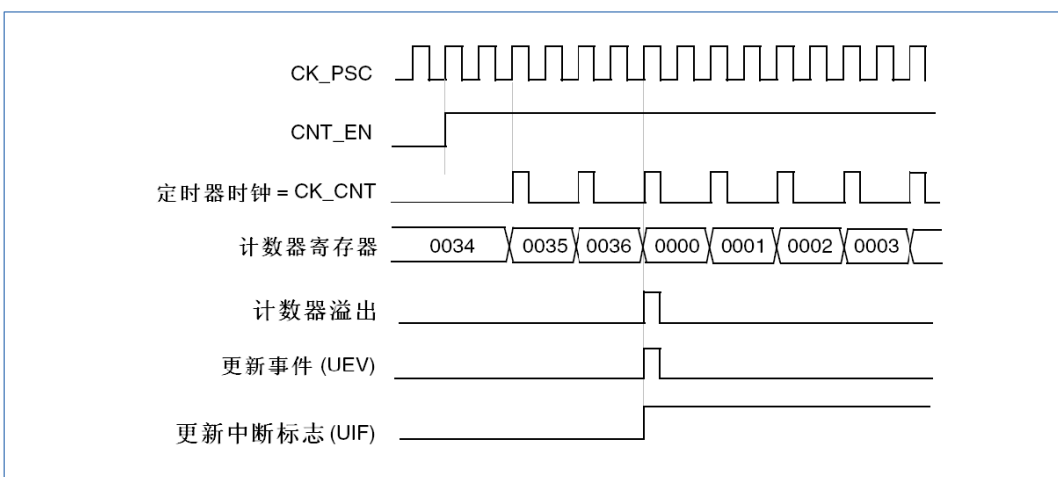 CK_PSC
CNT_EN
定时器时钟 = CK_CNT
计数器寄存器 0034 0035 0036 0000 0001 0002 0003
计数器溢出
更新事件 (UEV)
更新中断标志 (UIF)